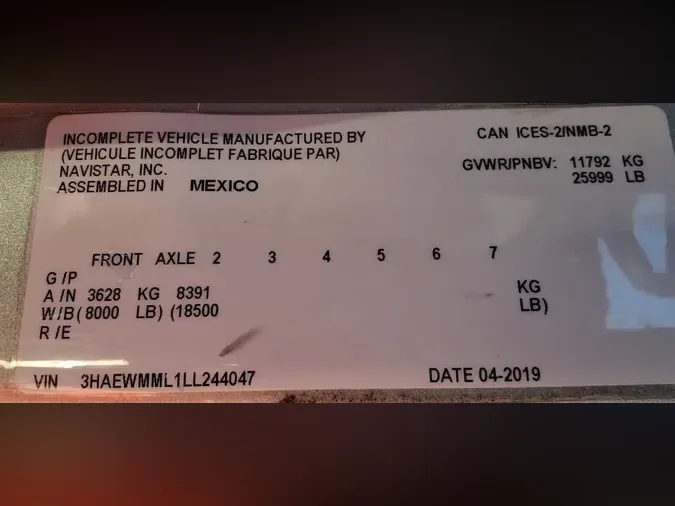 INCOMPLETE VEHICLE MANUFACTURED BY
(VEHICULE INCOMPLET FABRIQUE PAR)
NAVISTAR, INC.
ASSEMBLED IN MEXICO
CAN ICES-2/NMB-2
GVWR/PNBV: 11792 KG
25999 LB
FRONT AXLE 2 3 4 5 6 7
G/P
A/N 3628 KG 8391 KG
W/B (8000 LB) (18500 LB)
R/E
VIN 3HAEWMML1LL244047 DATE 04-2019